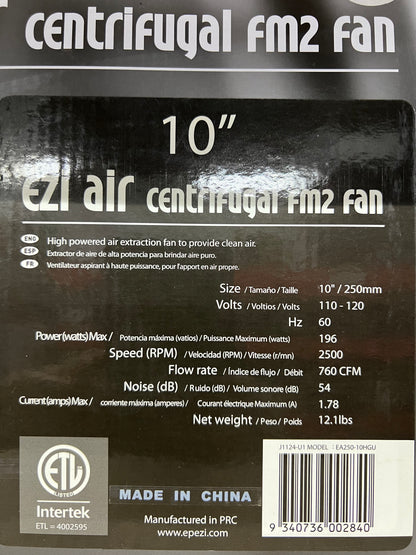 centrifugal fm2 fan
10"
EZI air centrifugal fm2 fan
ENG High powered air extraction fan to provide clean air.
ESP Extractor de aire de alta potencia para brindar aire puro.
FR Ventilateur aspirant à haute puissance, pour l'apport en air propre.
Size / Tamaño / Taille 10" / 250mm
Volts / Voltios / Volts 110 - 120
Hz 60
Power(watts)Max / Potencia máxima (vatios) / Puissance Maximum (watts) 196
Speed (RPM) / Velocidad (RPM) / Vitesse (r/mn) 2500
Flow rate / Índice de flujo / Débit 760 CFM
Noise (dB) / Ruido (dB) / Volume sonore (dB) 54
Current(amps)Max / corriente máxima (amperes) / Courant électrique Maximum (A) 1.78
Net weight / Peso / Poids 12.1lbs
J1124-U1 MODEL : EA250-10HGU
ETL
LISTED
Intertek
ETL = 4002595
MADE IN CHINA
Manufactured in PRC
www.epezi.com
9 340736 002840